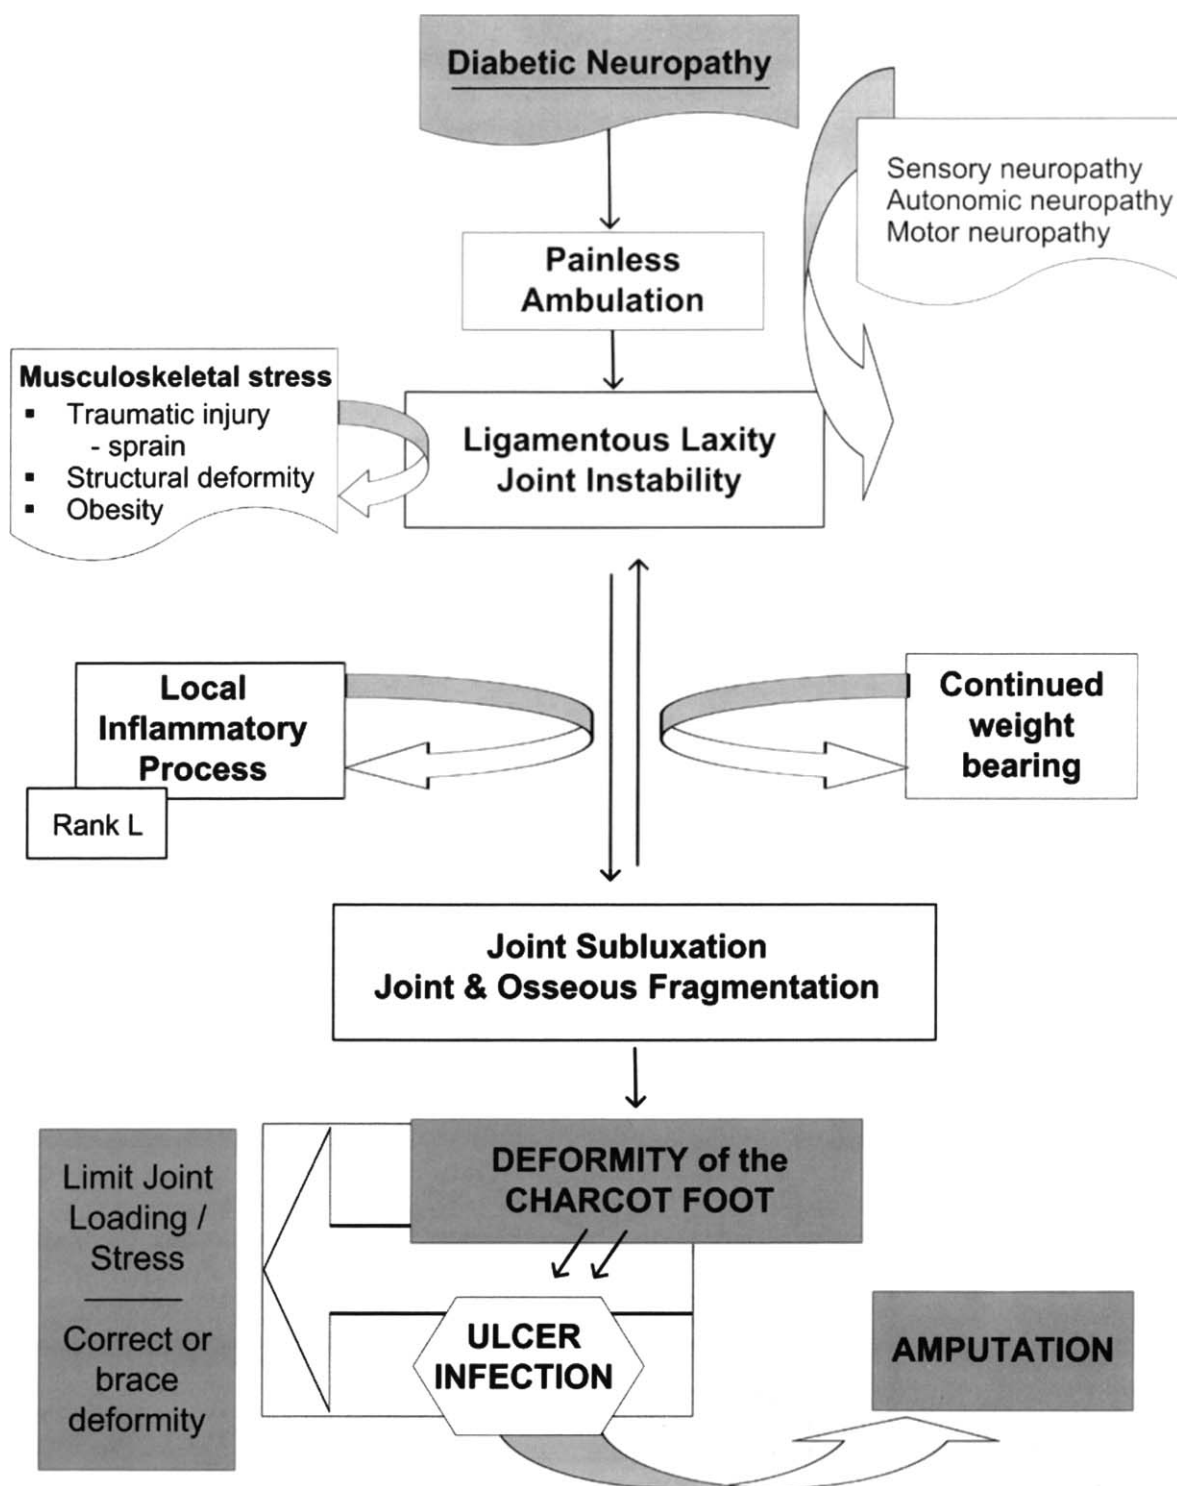 Diabetic Neuropathy
Sensory neuropathy
Autonomic neuropathy
Motor neuropathy
Painless
Ambulation
Musculoskeletal stress
▪ Traumatic injury
- sprain
▪ Structural deformity
▪ Obesity
Ligamentous Laxity
Joint Instability
Local
Inflammatory
Process
Rank L
Continued
weight
bearing
Joint Subluxation
Joint & Osseous Fragmentation
DEFORMITY of the
CHARCOT FOOT
Limit Joint
Loading /
Stress
Correct or
brace
deformity
ULCER
INFECTION
AMPUTATION